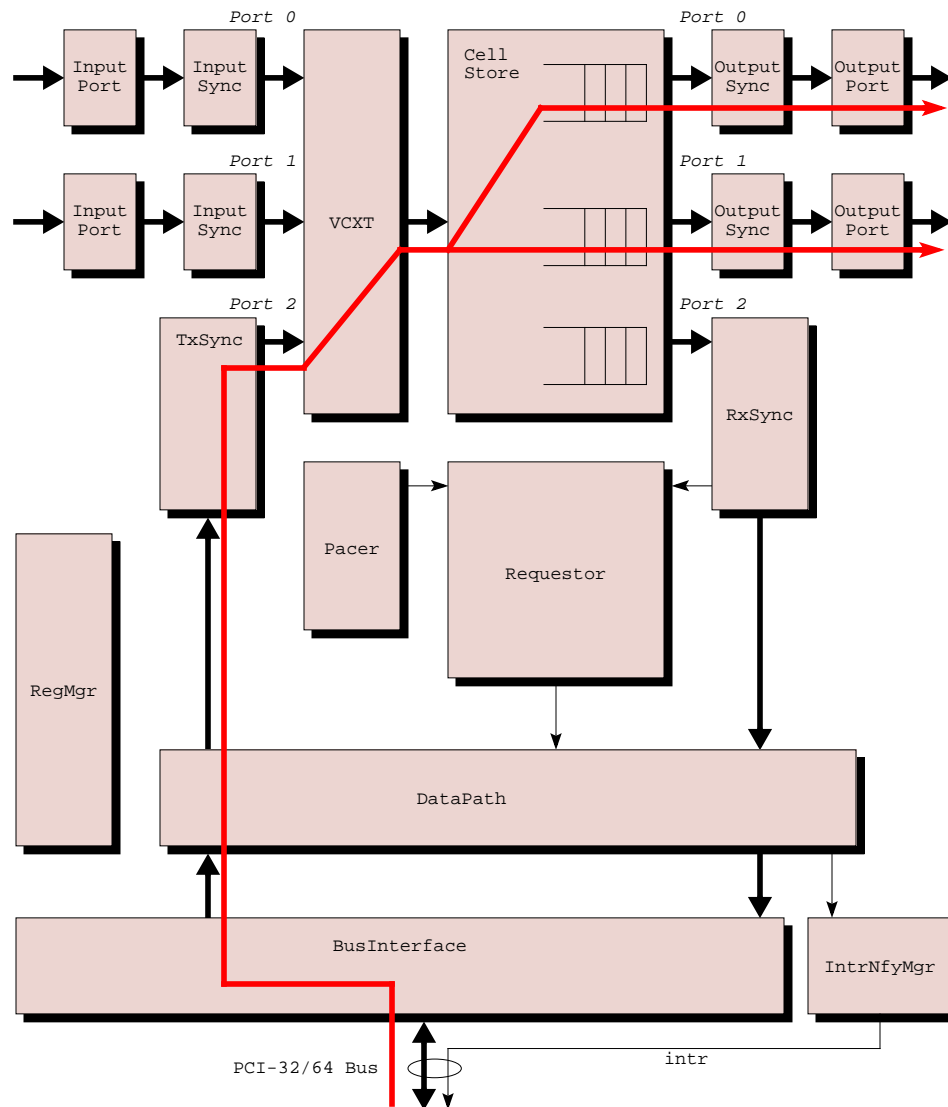 Port 0
Port 0
Input
Port
Input
Sync
Cell
Store
Output
Sync
Output
Port
Port 1
Port 1
Input
Port
Input
Sync
VCXT
Output
Sync
Output
Port
Port 2
Port 2
TxSync
RxSync
Pacer
Requestor
RegMgr
DataPath
BusInterface
IntrNfyMgr
PCI-32/64 Bus
intr